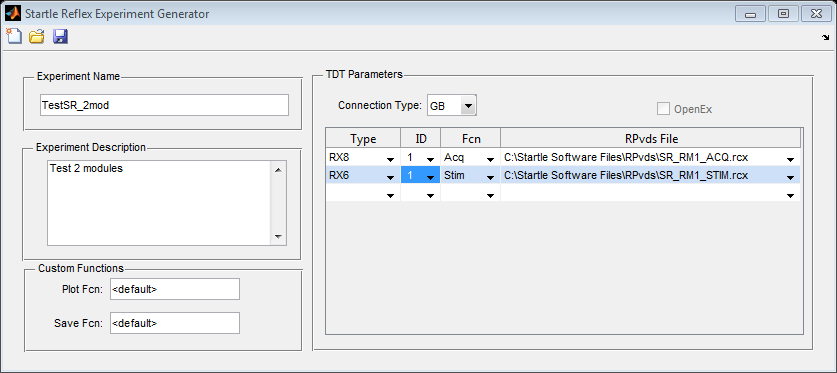 Startle Reflex Experiment Generator
Experiment Name
TestSR_2mod
Experiment Description
Test 2 modules
Custom Functions
Plot Fcn: <default>
Save Fcn: <default>
TDT Parameters
Connection Type: GB
OpenEx
Type ID Fcn RPvds File
RX8 1 Acq C:\Startle Software Files\RPvds\SR_RM1_ACQ.rcx
RX6 1 Stim C:\Startle Software Files\RPvds\SR_RM1_STIM.rcx